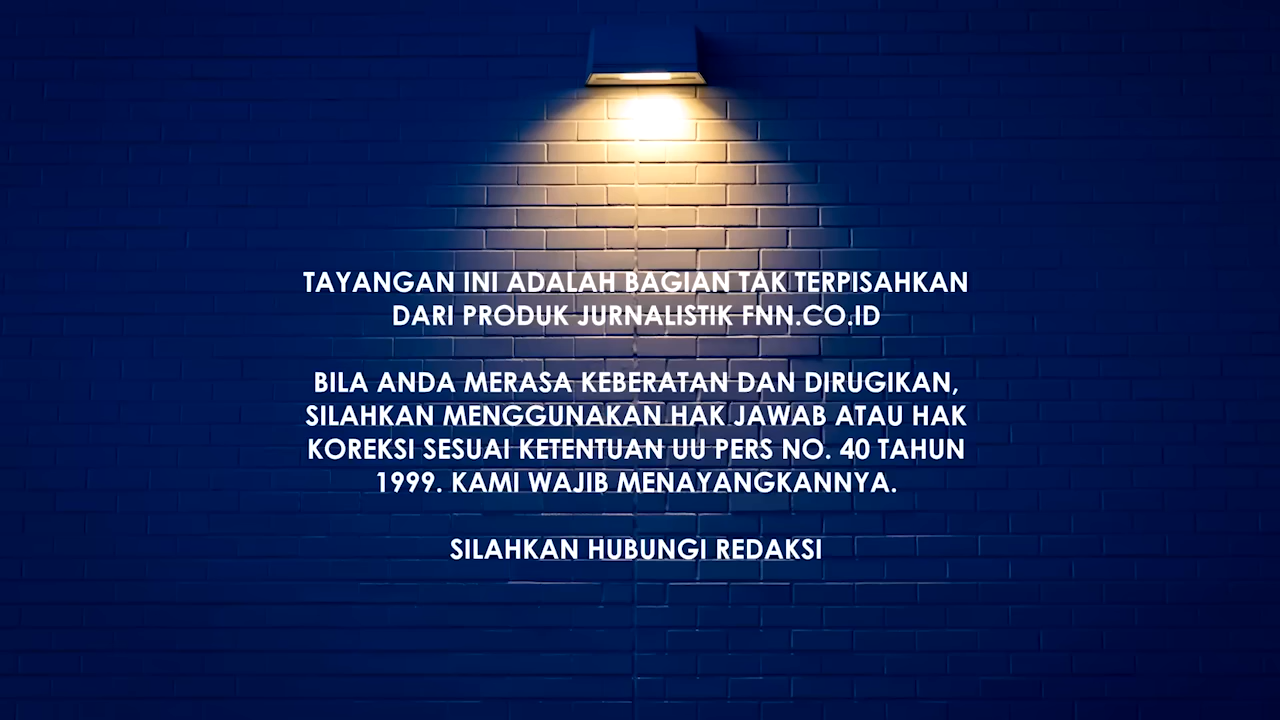 TAYANGAN INI ADALAH BAGIAN TAK TERPISAHKAN
DARI PRODUK JURNALISTIK FNN.CO.ID
BILA ANDA MERASA KEBERATAN DAN DIRUGIKAN,
SILAHKAN MENGGUNAKAN HAK JAWAB ATAU HAK
KOREKSI SESUAI KETENTUAN UU PERS NO. 40 TAHUN
1999. KAMI WAJIB MENAYANGKANNYA.
SILAHKAN HUBUNGI REDAKSI